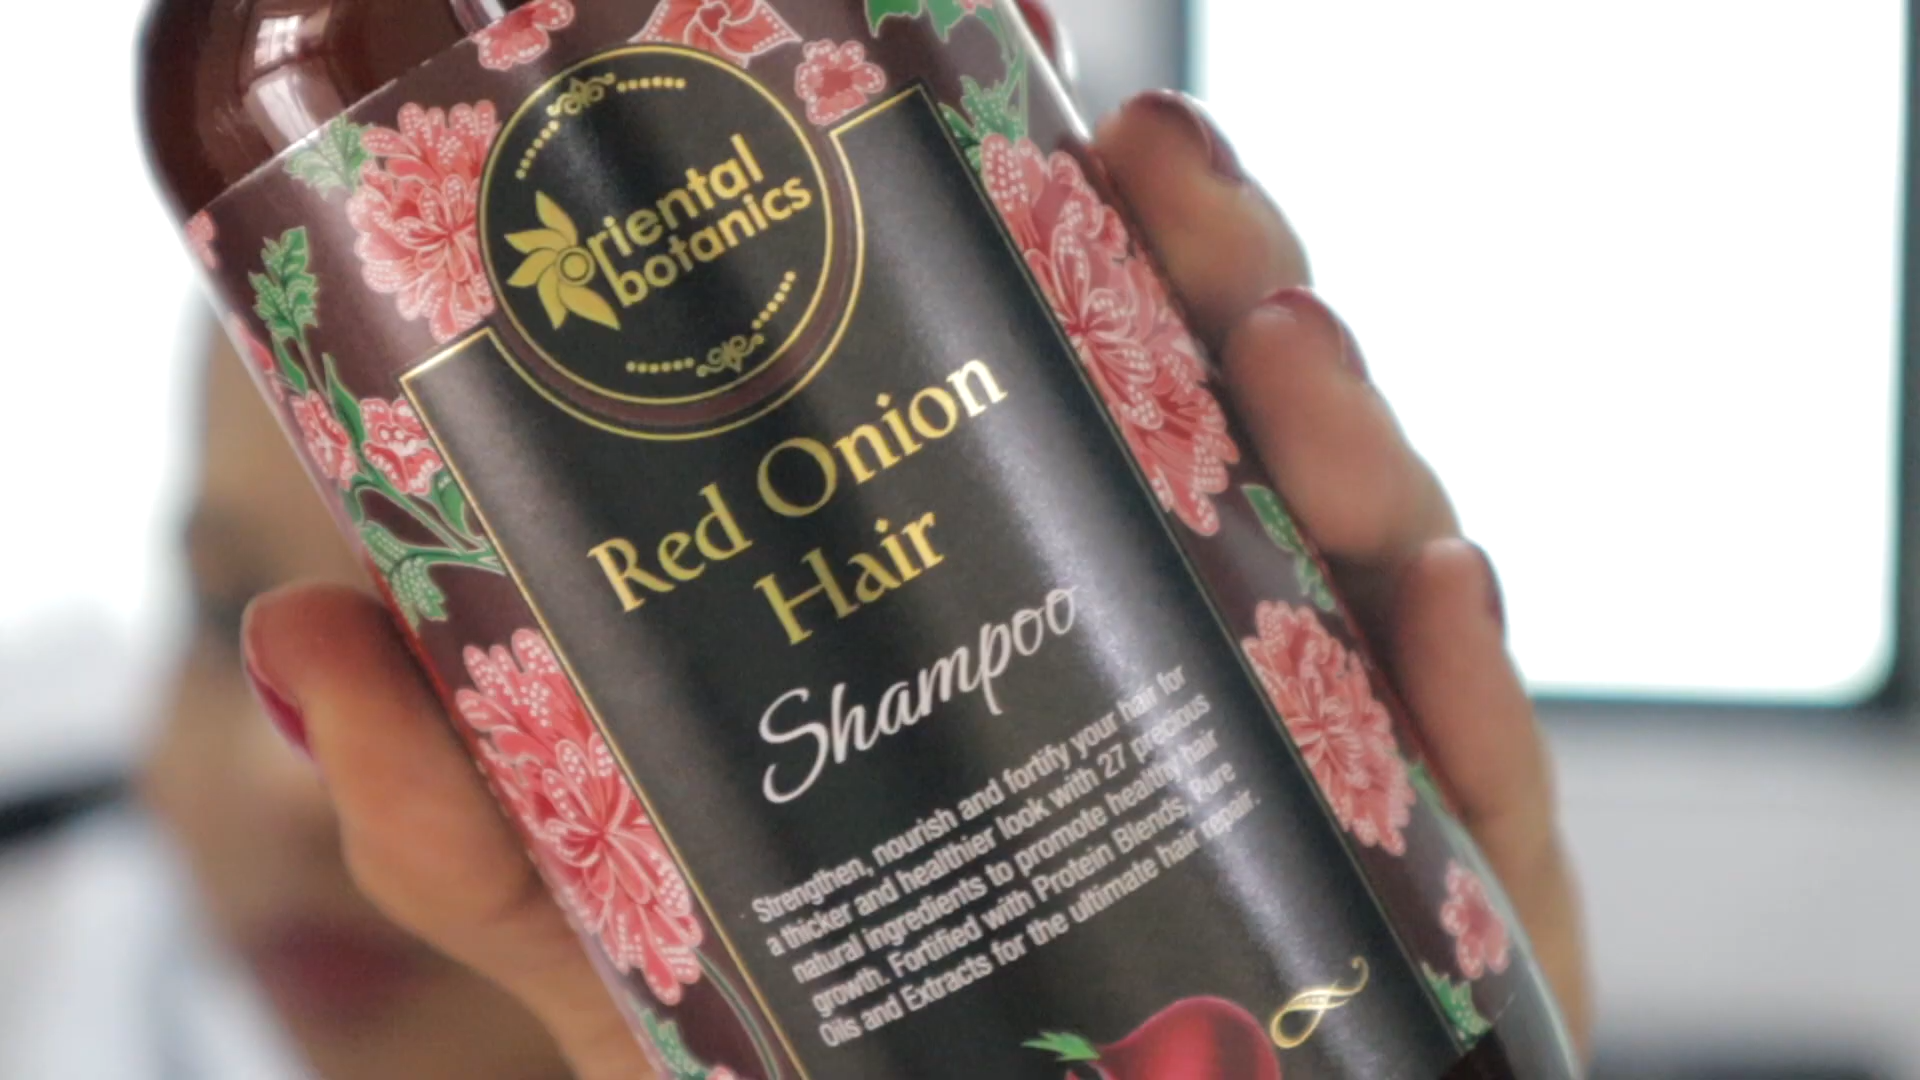 oriental
botanics
Red Onion
Hair
Shampoo
Strengthen, nourish and fortify your hair for
a thicker and healthier look with 27 precious
natural ingredients to promote healthy hair
growth. Fortified with Protein Blends, Pure
Oils and Extracts for the ultimate hair repair.